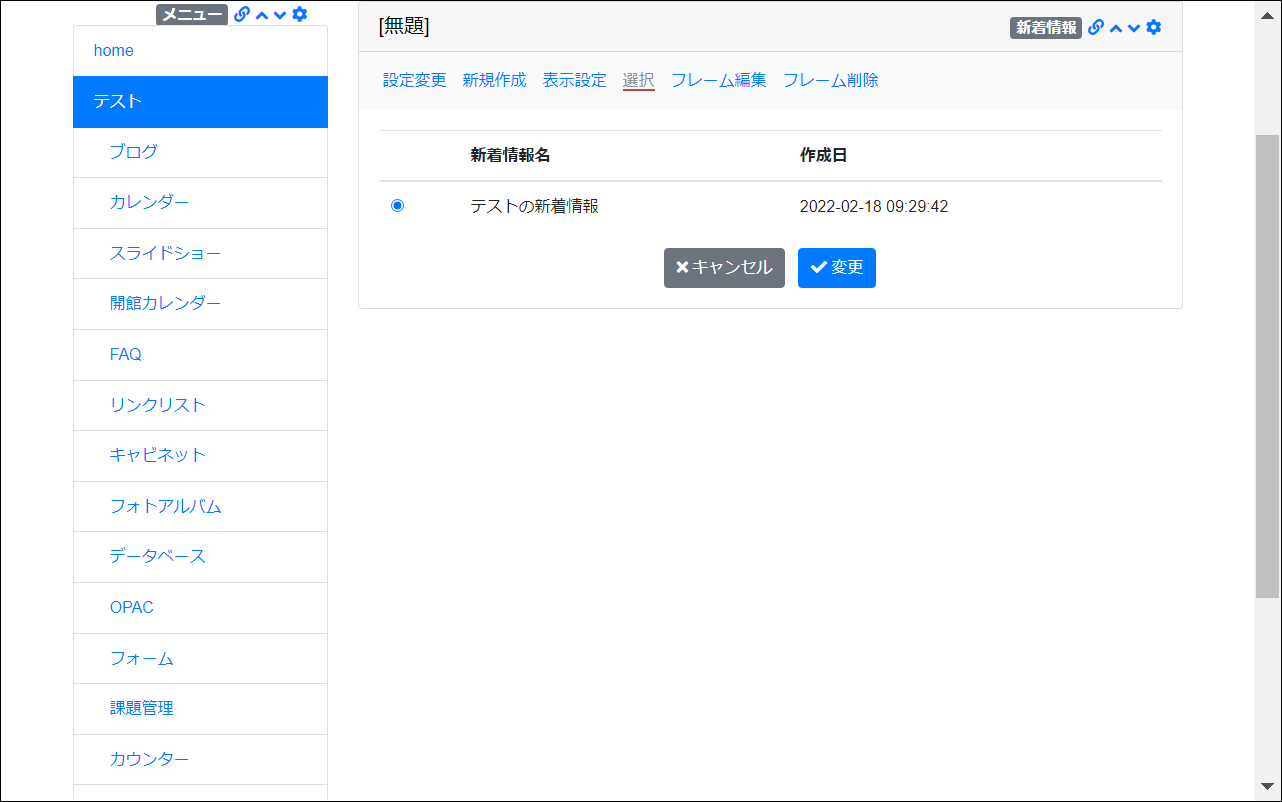 メニュー
home
テスト
ブログ
カレンダー
スライドショー
開館カレンダー
FAQ
リンクリスト
キャビネット
フォトアルバム
データベース
OPAC
フォーム
課題管理
カウンター
[無題] 新着情報
設定変更 新規作成 表示設定 選択 フレーム編集 フレーム削除
新着情報名 作成日
テストの新着情報 2022-02-18 09:29:42
キャンセル 変更